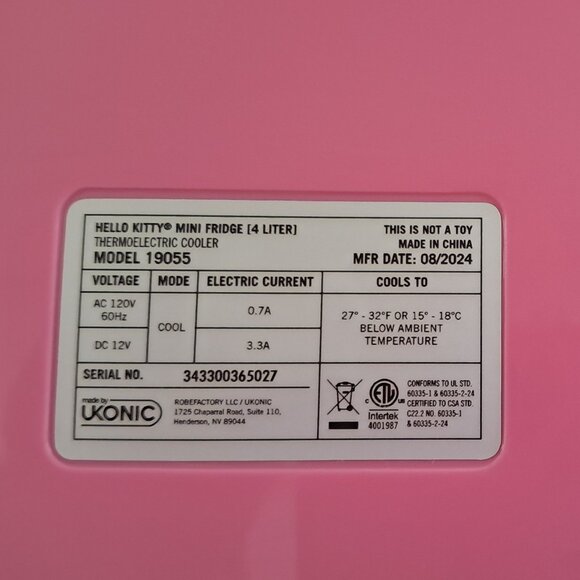 HELLO KITTY® MINI FRIDGE [4 LITER]
THERMOELECTRIC COOLER
MODEL 19055
THIS IS NOT A TOY
MADE IN CHINA
MFR DATE: 08/2024
VOLTAGE MODE ELECTRIC CURRENT COOLS TO
AC 120V
60Hz
COOL
0.7A
DC 12V
3.3A
27° - 32°F OR 15° - 18°C
BELOW AMBIENT
TEMPERATURE
SERIAL NO. 343300365027
made by
UKONIC
ROBEFACTORY LLC / UKONIC
1725 Chaparral Road, Suite 110,
Henderson, NV 89044
C ETL US
Intertek
4001987
CONFORMS TO UL STD.
60335-1 & 60335-2-24
CERTIFIED TO CSA STD.
C22.2 NO. 60335-1
& 60335-2-24